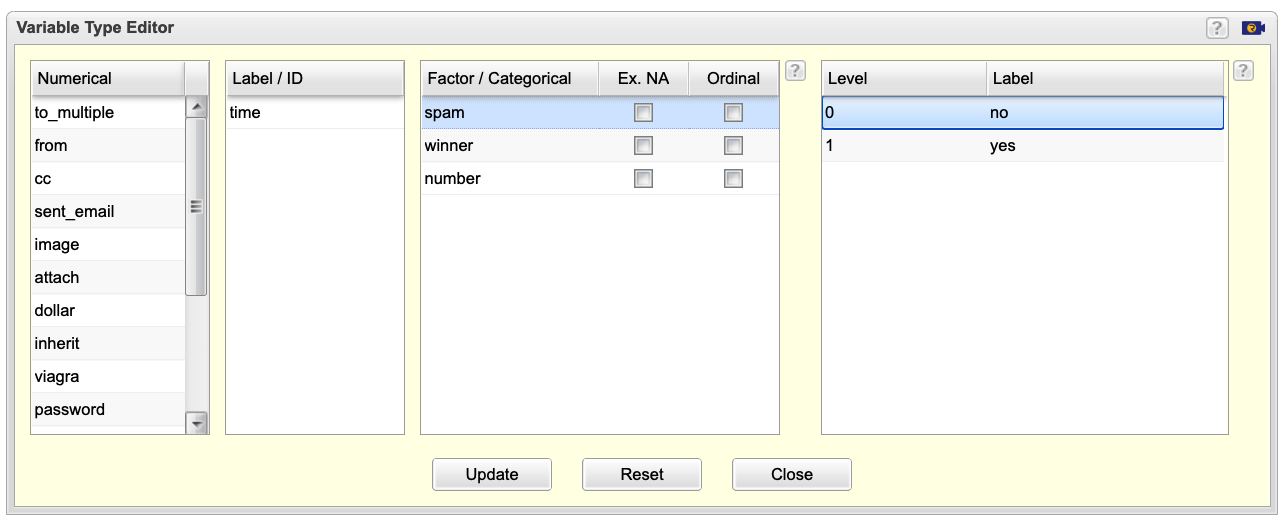 Variable Type Editor ?
Numerical Label / ID Factor / Categorical Ex. NA Ordinal ? Level Label ?
to_multiple time spam 0 no
from winner 1 yes
cc number
sent_email
image
attach
dollar
inherit
viagra
password
Update Reset Close